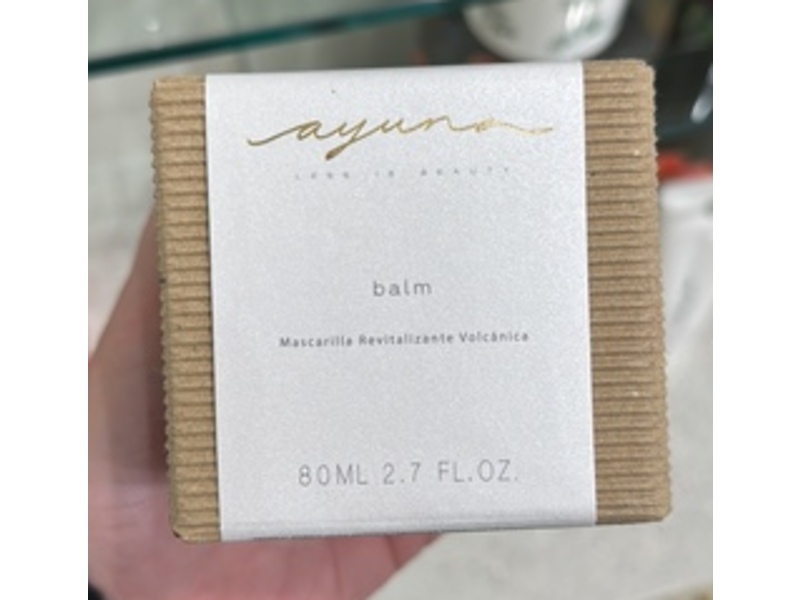 ayuna
LESS IS BEAUTY
balm
Mascarilla Revitalizante Volcánica
80ML 2.7 FL.OZ.